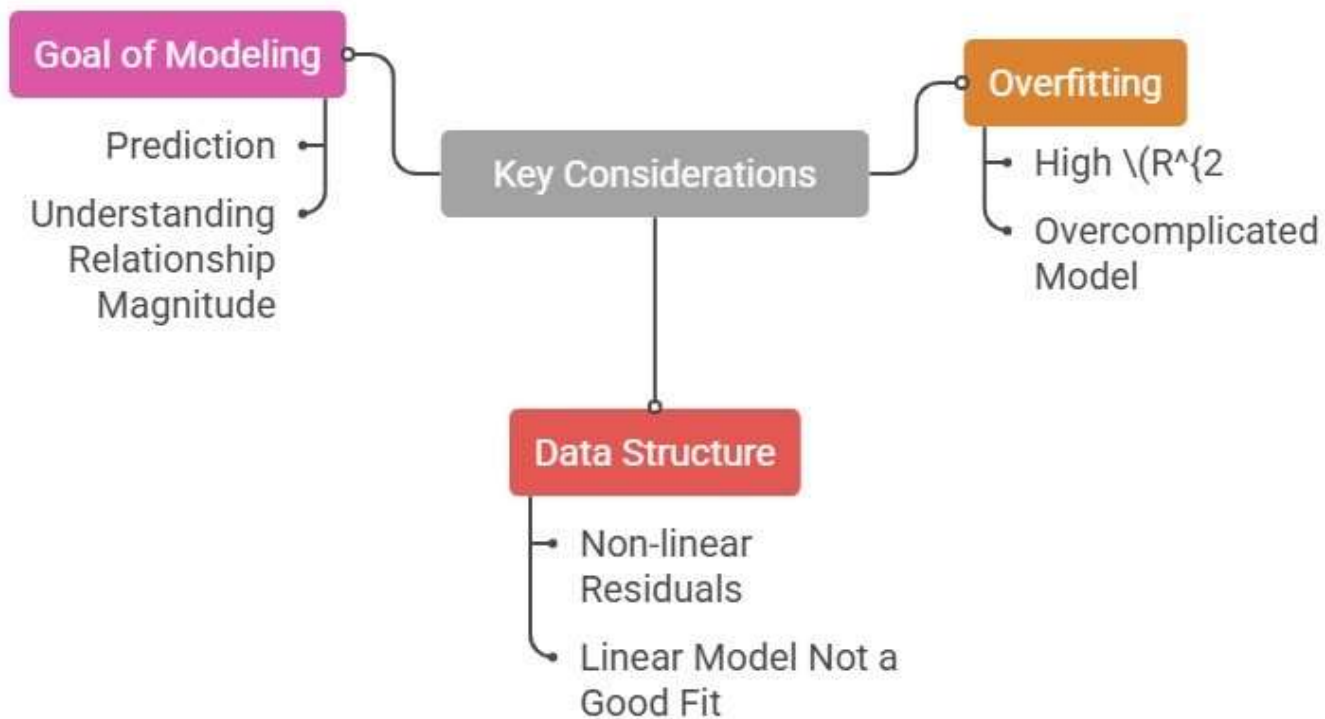 Goal of Modeling
Prediction
Understanding
Relationship
Magnitude
Key Considerations
Overfitting
High \(R^{2
Overcomplicated
Model
Data Structure
Non-linear
Residuals
Linear Model Not a
Good Fit